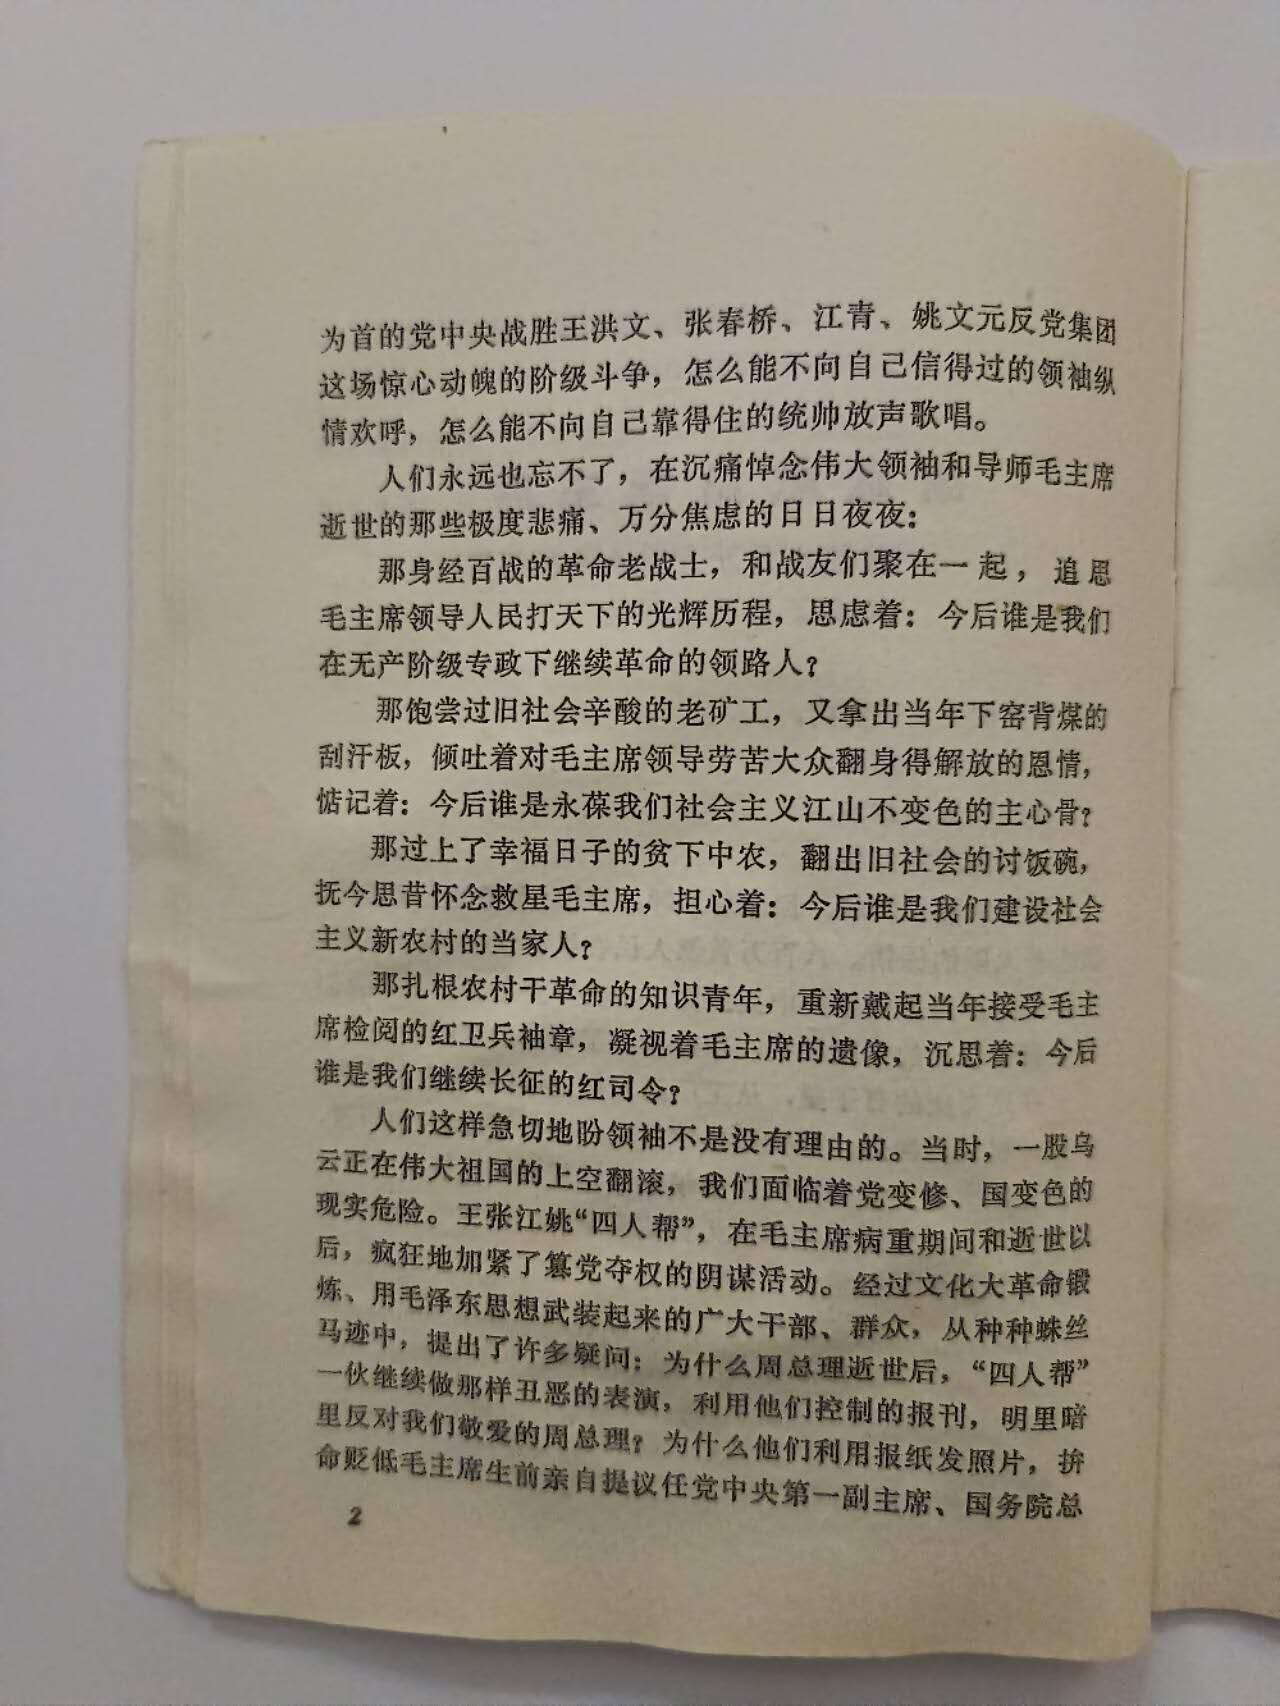 为首的党中央战胜王洪文、张春桥、江青、姚文元反党集团
这场惊心动魄的阶级斗争，怎么能不向自己信得过的领袖纵
情欢呼，怎么能不向自己靠得住的统帅放声歌唱。
人们永远也忘不了，在沉痛悼念伟大领袖和导师毛主席
逝世的那些极度悲痛、万分焦虑的日日夜夜：
那身经百战的革命老战士，和战友们聚在一起，追思
毛主席领导人民打天下的光辉历程，思虑着：今后谁是我们
在无产阶级专政下继续革命的领路人？
那饱尝过旧社会辛酸的老矿工，又拿出当年下窑背煤的
刮汗板，倾吐着对毛主席领导劳苦大众翻身得解放的恩情，
惦记着：今后谁是永葆我们社会主义江山不变色的主心骨？
那过上了幸福日子的贫下中农，翻出旧社会的讨饭碗，
抚今思昔怀念救星毛主席，担心着：今后谁是我们建设社会
主义新农村的当家人？
那扎根农村干革命的知识青年，重新戴起当年接受毛主
席检阅的红卫兵袖章，凝视着毛主席的遗像，沉思着：今后
谁是我们继续长征的红司令？
人们这样急切地盼领袖不是没有理由的。当时，一股乌
云正在伟大祖国的上空翻滚，我们面临着党变修、国变色的
现实危险。王张江姚“四人帮”，在毛主席病重期间和逝世以
后，疯狂地加紧了篡党夺权的阴谋活动。经过文化大革命锻
炼、用毛泽东思想武装起来的广大干部、群众，从种种蛛丝
马迹中，提出了许多疑问：为什么周总理逝世后，“四人帮”
一伙继续做那样丑恶的表演，利用他们控制的报刊，明里暗
里反对我们敬爱的周总理？为什么他们利用报纸发照片，拚
命贬低毛主席生前亲自提议任党中央第一副主席、国务院总
2